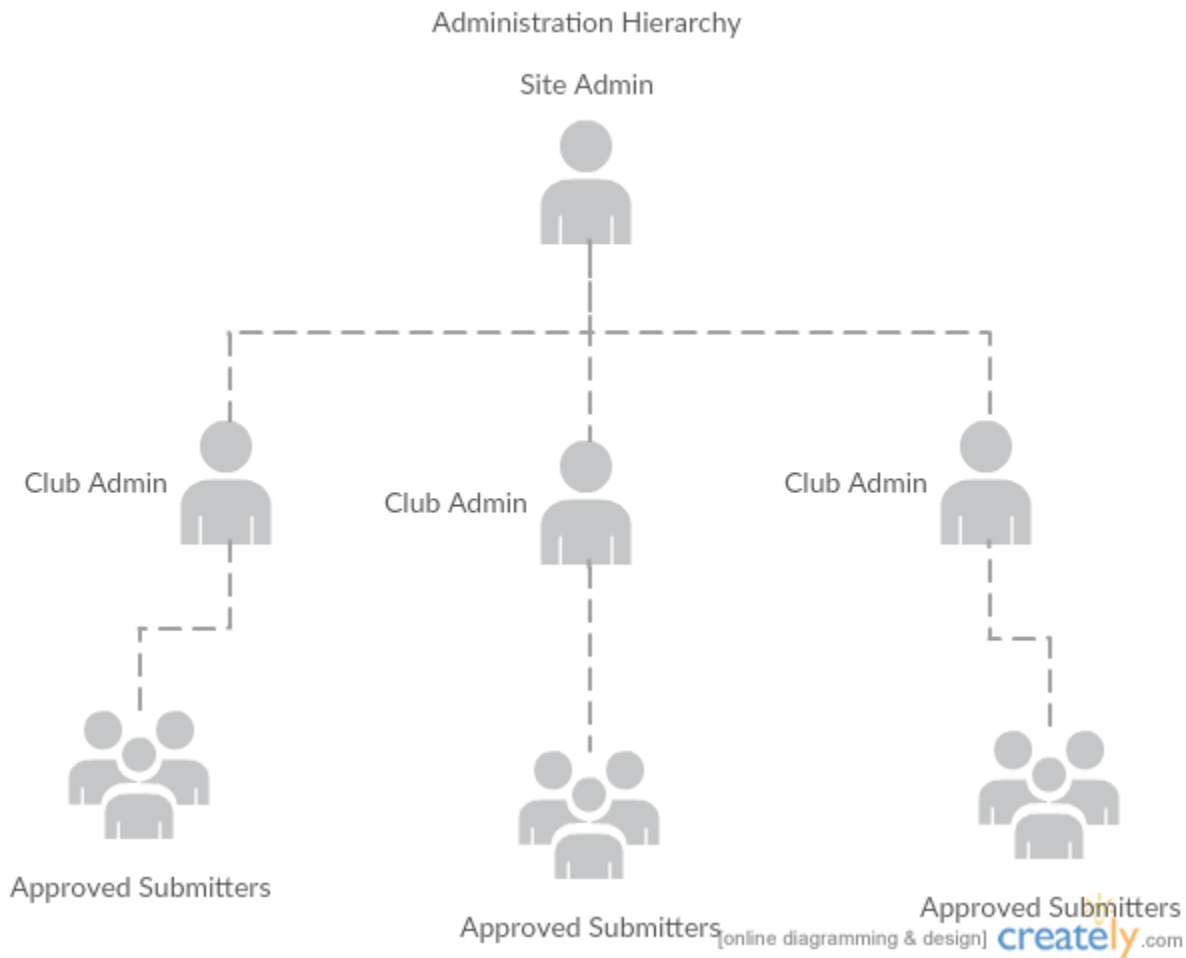 Administration Hierarchy
Site Admin
Club Admin
Club Admin
Club Admin
Approved Submitters
Approved Submitters
Approved Submitters
[online diagramming & design] creately.com